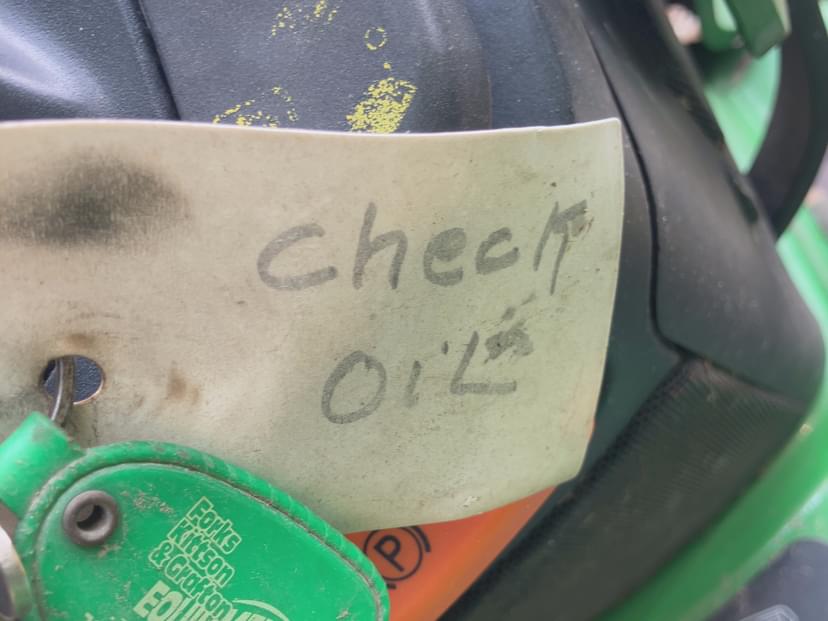 Check
OiL
Forks
Kittson
& Grafton
P